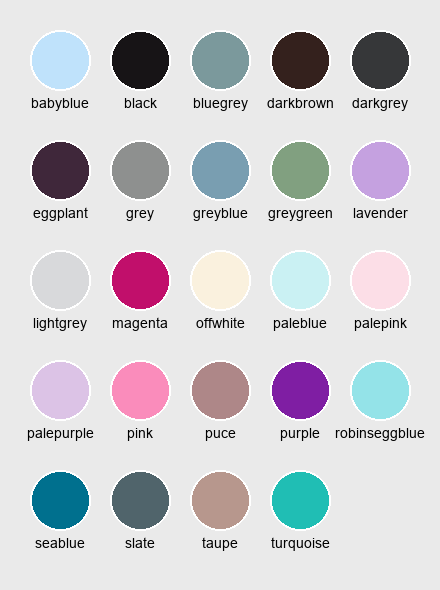 babyblue black bluegrey darkbrown darkgrey
eggplant grey greyblue greygreen lavender
lightgrey magenta offwhite paleblue palepink
palepurple pink puce purple robinseggblue
seablue slate taupe turquoise